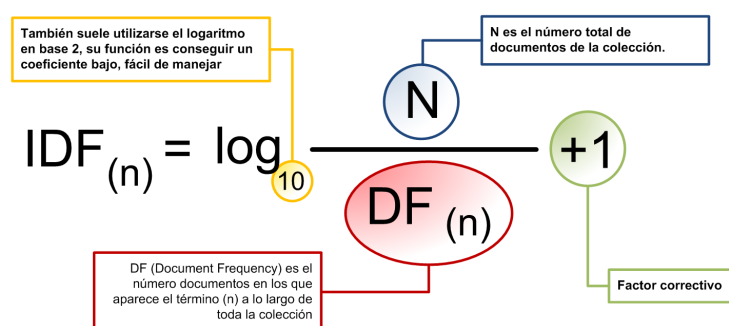 También suele utilizarse el logaritmo
en base 2, su función es conseguir un
coeficiente bajo, fácil de manejar
N es el número total de
documentos de la colección.
IDF(n) = log10 N / DF(n) +1
DF (Document Frequency) es el
número documentos en los que
aparece el término (n) a lo largo de
toda la colección
Factor correctivo